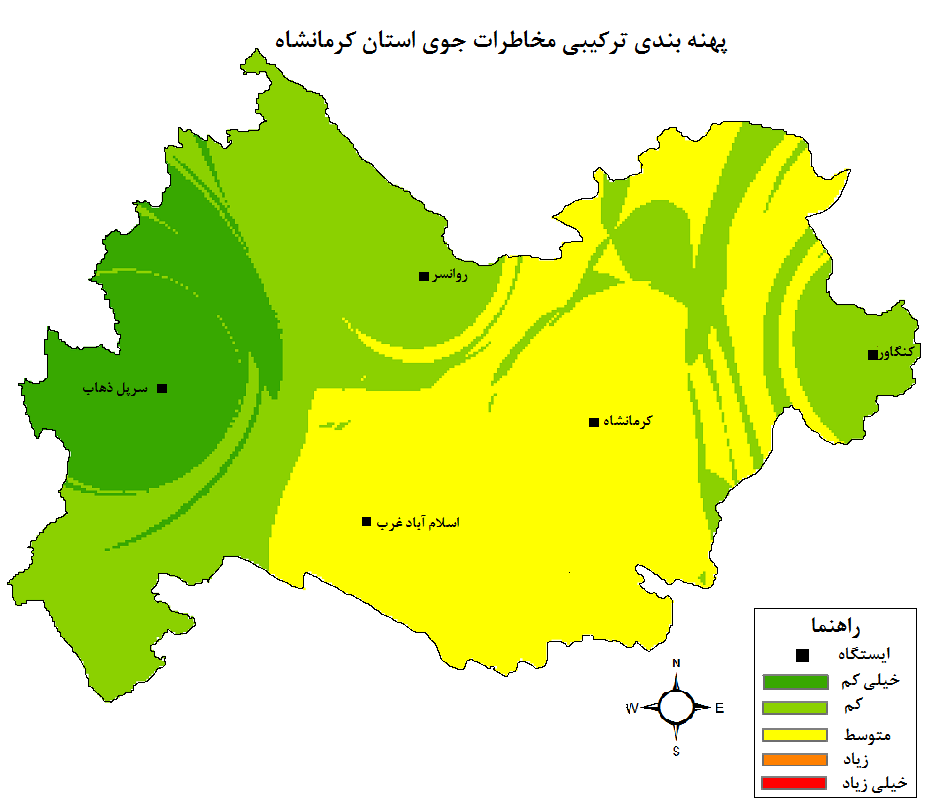 پهنه بندی ترکیبی مخاطرات جوی استان کرمانشاه
روانسر
کنگاور
سرپل ذهاب
کرمانشاه
اسلام آباد غرب
راهنما
ایستگاه
خیلی کم
کم
متوسط
زیاد
خیلی زیاد
N
W E
S